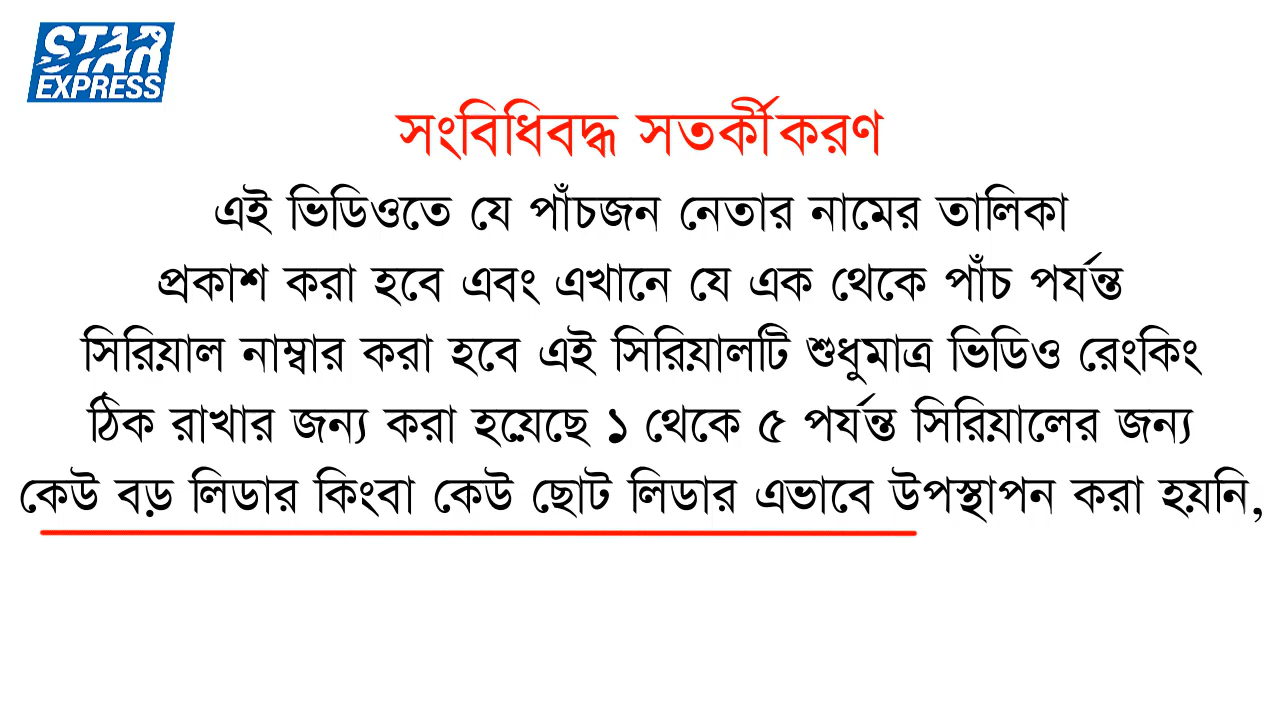 STAR
EXPRESS
সংবিধিবদ্ধ সতর্কীকরণ
এই ভিডিওতে যে পাঁচজন নেতার নামের তালিকা
প্রকাশ করা হবে এবং এখানে যে এক থেকে পাঁচ পর্যন্ত
সিরিয়াল নাম্বার করা হবে এই সিরিয়ালটি শুধুমাত্র ভিডিও রেংকিং
ঠিক রাখার জন্য করা হয়েছে ১ থেকে ৫ পর্যন্ত সিরিয়ালের জন্য
কেউ বড় লিডার কিংবা কেউ ছোট লিডার এভাবে উপস্থাপন করা হয়নি,